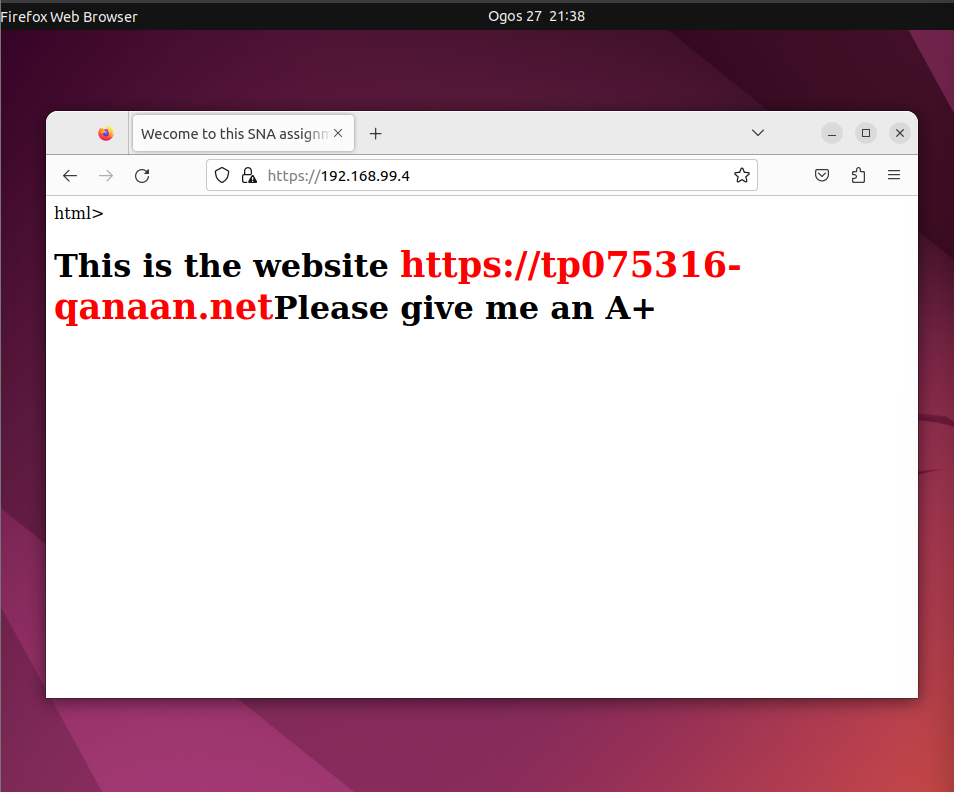 Firefox Web Browser
Ogos 27 21:38
Wecome to this SNA assignm
https://192.168.99.4
html>
This is the website https://tp075316-
qanaan.netPlease give me an A+